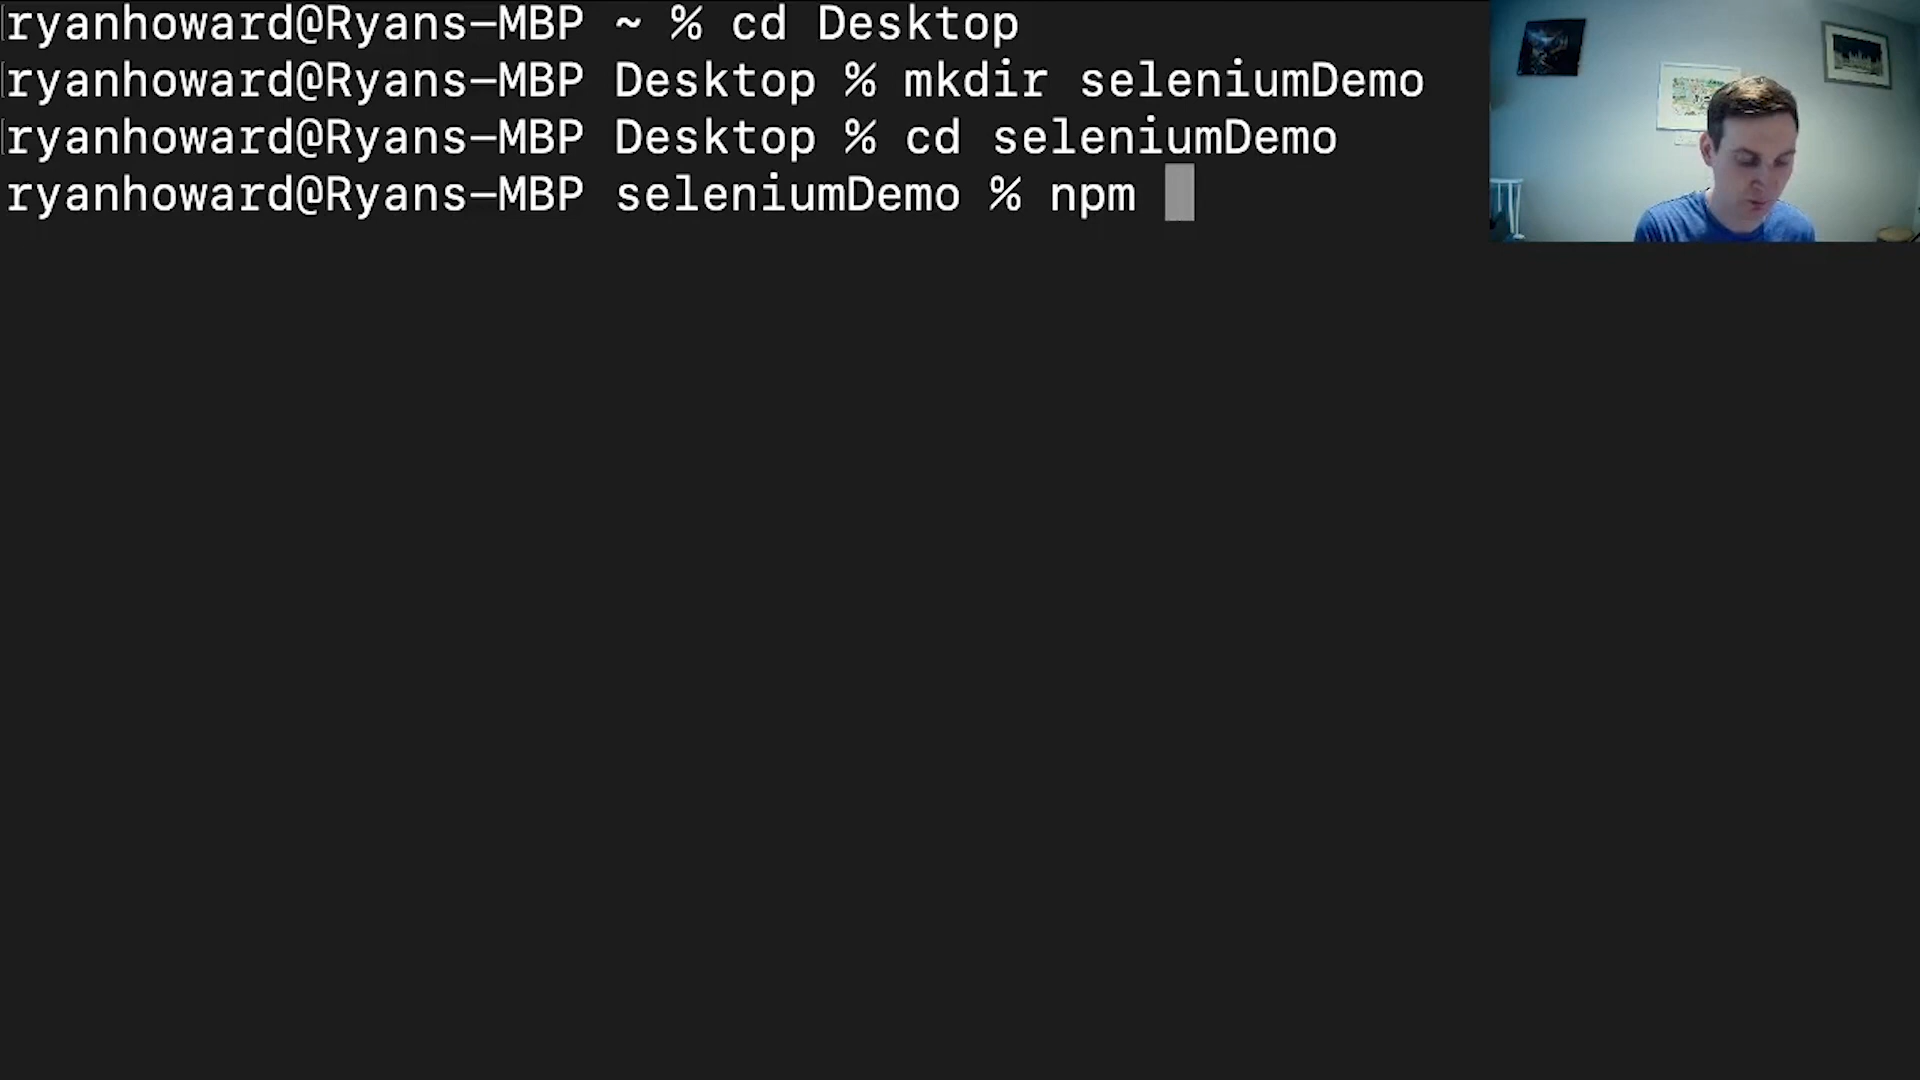 ryanhoward@Ryans-MBP ~ % cd Desktop
ryanhoward@Ryans-MBP Desktop % mkdir seleniumDemo
ryanhoward@Ryans-MBP Desktop % cd seleniumDemo
ryanhoward@Ryans-MBP seleniumDemo % npm